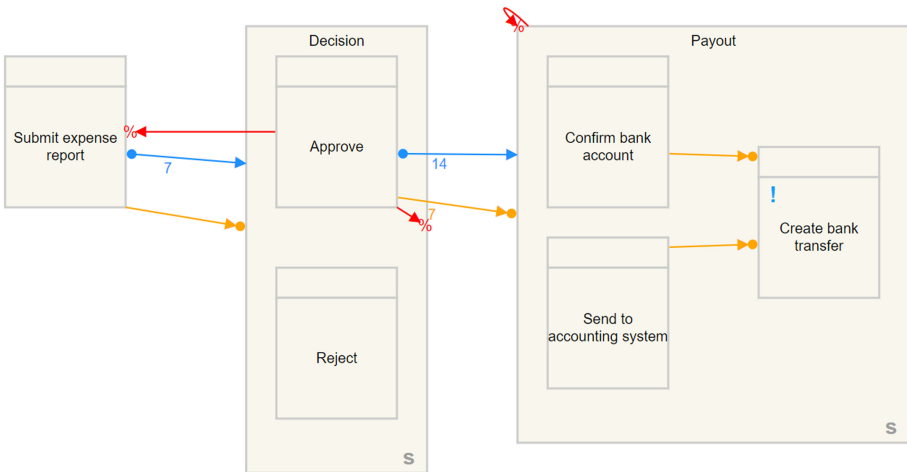 Decision
%
Payout
Submit expense
report
%
7
Approve
14
7
%
Confirm bank
account
!
Create bank
transfer
Reject
Send to
accounting system
s
s